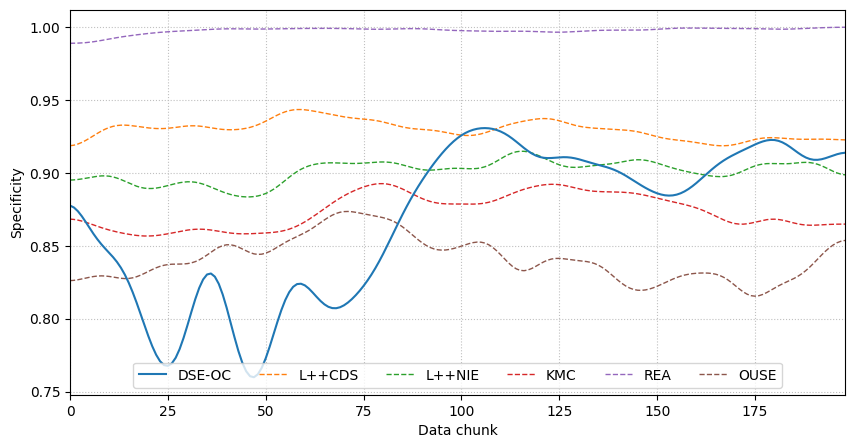 Specificity
1.00
0.95
0.90
0.85
0.80
0.75
DSE-OC L++CDS L++NIE KMC REA OUSE
0 25 50 75 100 125 150 175
Data chunk